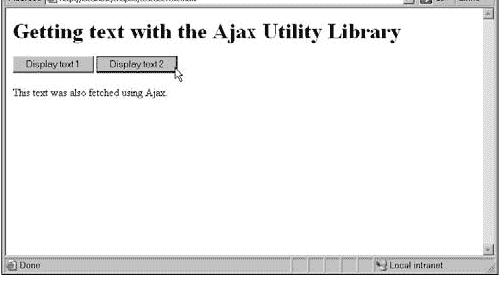 Getting text with the Ajax Utility Library
Display text 1 Display text 2
This text was also fetched using Ajax.
Done Local intranet